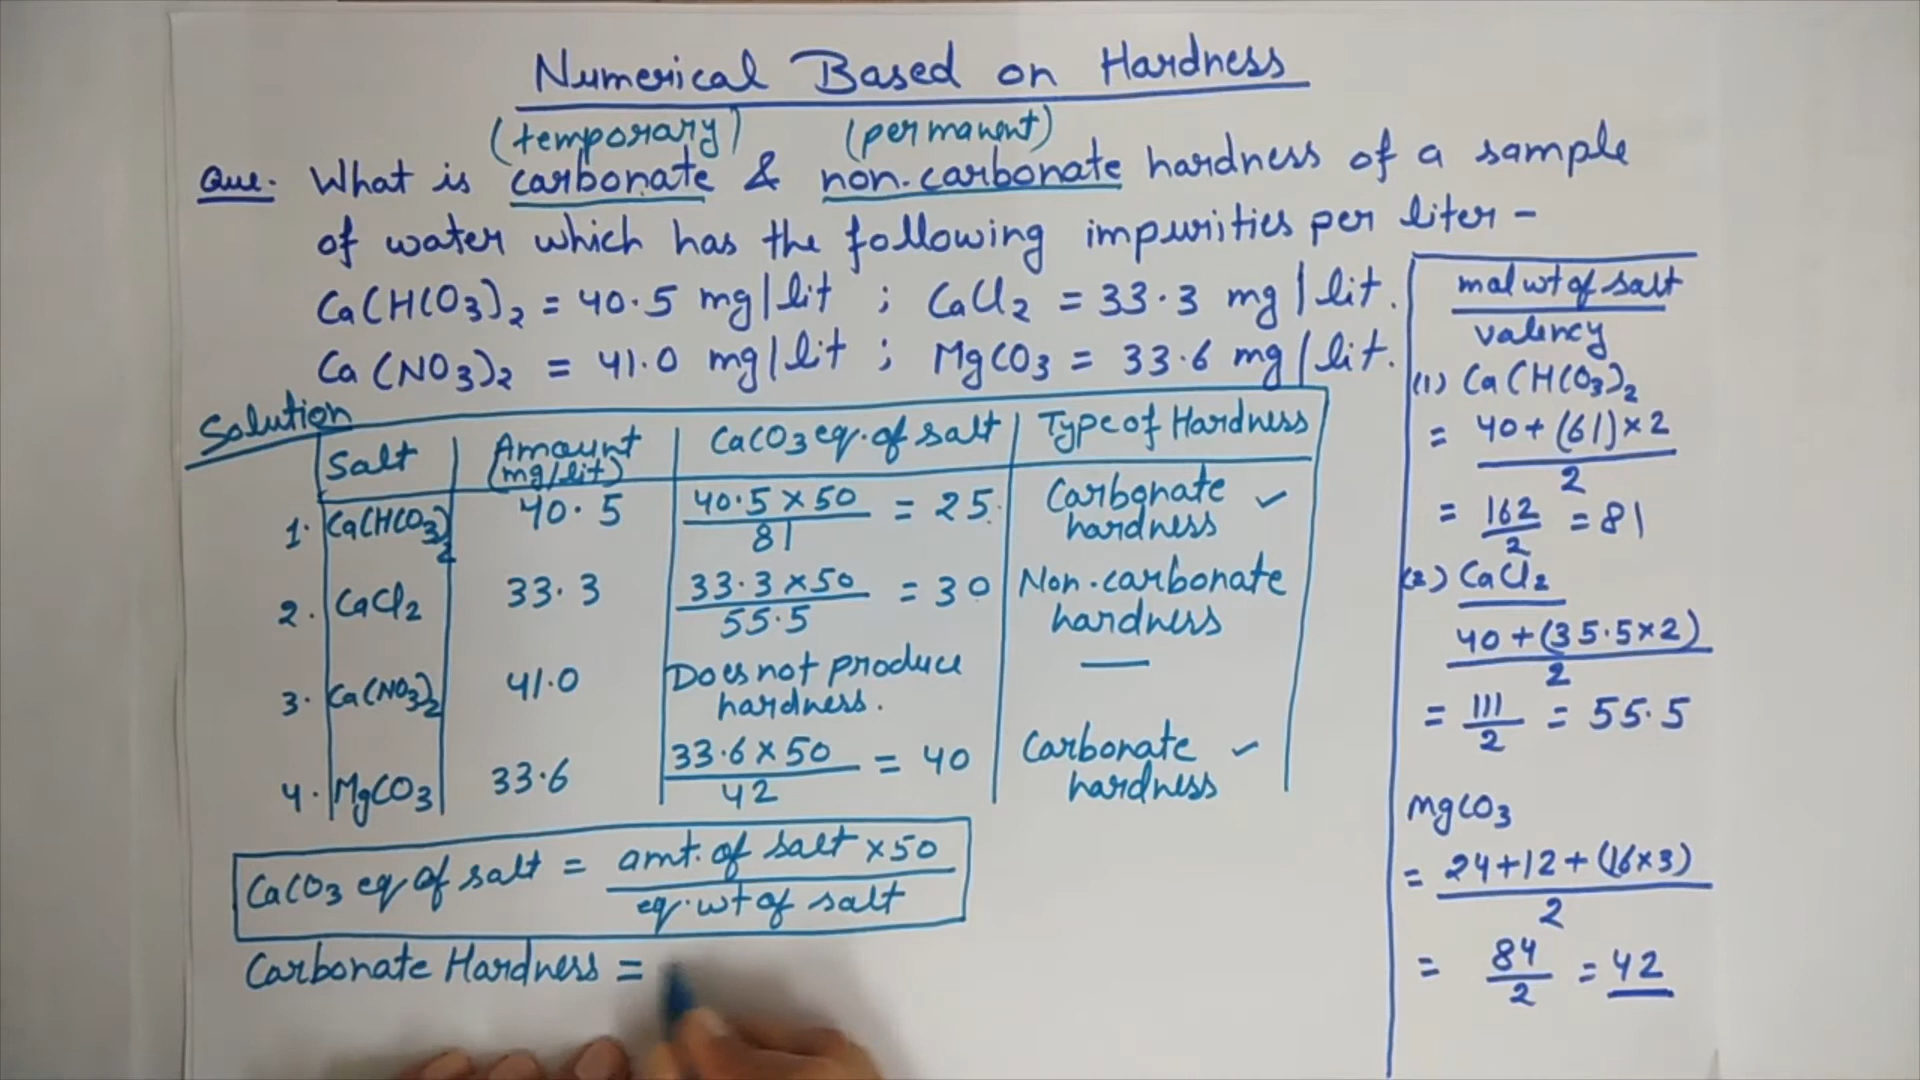 Numerical Based on Hardness
(temporary) (permanent)
Que. What is carbonate & non-carbonate hardness of a sample
of water which has the following impurities per liter -
Ca(HCO3)2 = 40.5 mg/lit ; CaCl2 = 33.3 mg/lit.
Ca(NO3)2 = 41.0 mg/lit ; MgCO3 = 33.6 mg/lit.
Solution
Salt Amount (mg/lit) CaCO3 eq. of salt Type of Hardness
1. Ca(HCO3)2 40.5 40.5 x 50 / 81 = 25. Carbonate hardness ✓
2. CaCl2 33.3 33.3 x 50 / 55.5 = 30 Non-carbonate hardness
3. Ca(NO3)2 41.0 Does not produce hardness. —
4. MgCO3 33.6 33.6 x 50 / 42 = 40 Carbonate hardness ✓
CaCO3 eq of salt = amt. of salt x 50 / eq. wt of salt
Carbonate Hardness =
mol wt of salt
valency
(1) Ca(HCO3)2
= 40 + (61) x 2 / 2
= 162 / 2 = 81
(2) CaCl2
40 + (35.5 x 2) / 2
= 111 / 2 = 55.5
MgCO3
= 24 + 12 + (16 x 3) / 2
= 84 / 2 = 42